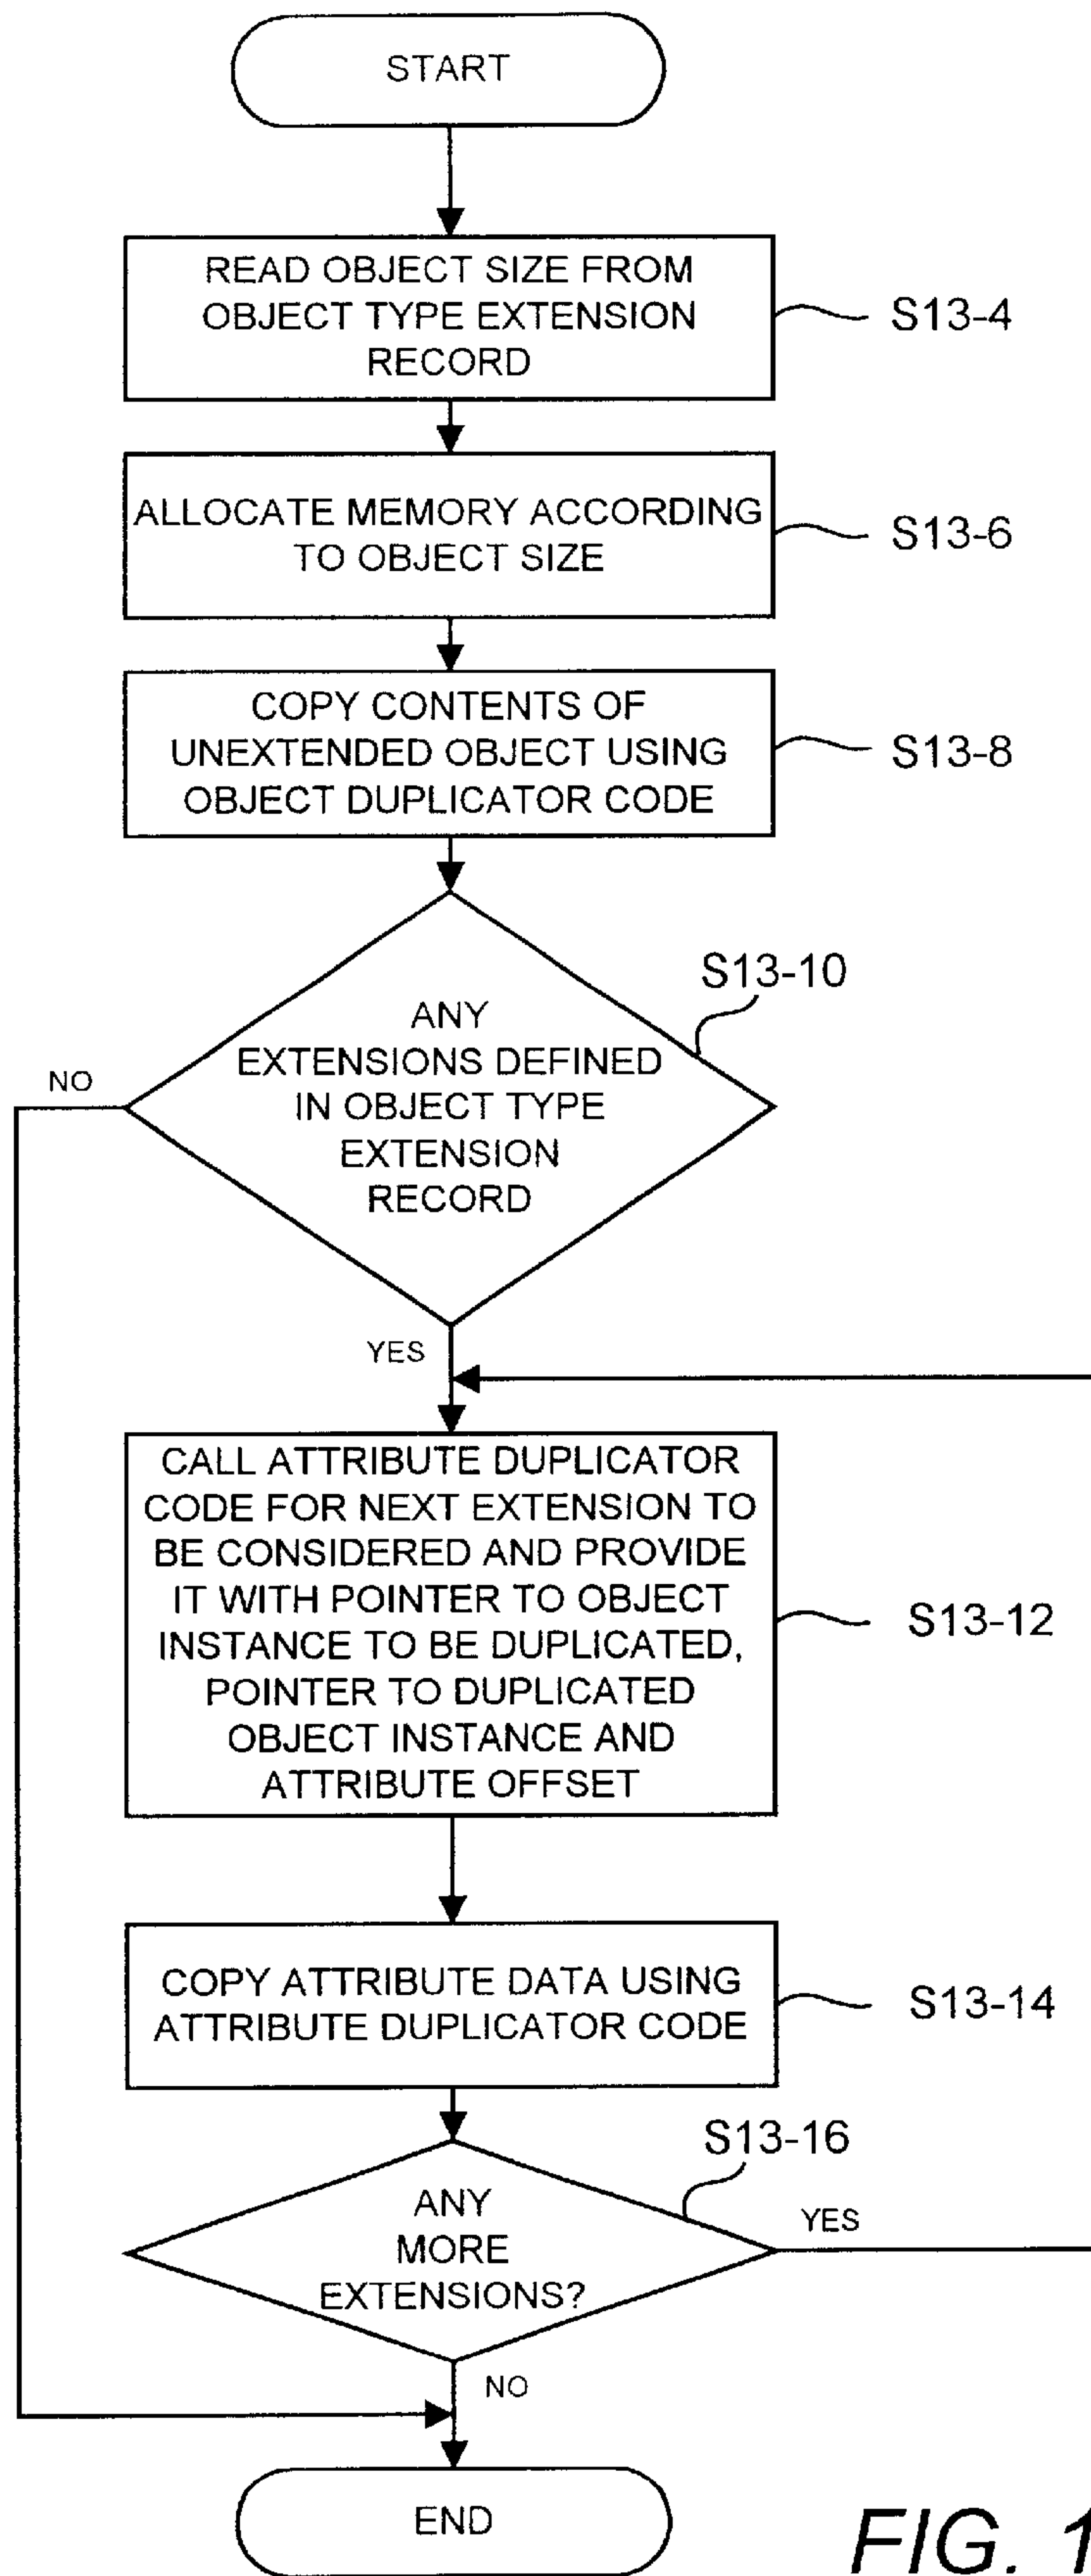 START
READ OBJECT SIZE FROM
OBJECT TYPE EXTENSION
RECORD
S13-4
ALLOCATE MEMORY ACCORDING
TO OBJECT SIZE
S13-6
COPY CONTENTS OF
UNEXTENDED OBJECT USING
OBJECT DUPLICATOR CODE
S13-8
S13-10
ANY
EXTENSIONS DEFINED
IN OBJECT TYPE
EXTENSION
RECORD
NO
YES
CALL ATTRIBUTE DUPLICATOR
CODE FOR NEXT EXTENSION TO
BE CONSIDERED AND PROVIDE
IT WITH POINTER TO OBJECT
INSTANCE TO BE DUPLICATED,
POINTER TO DUPLICATED
OBJECT INSTANCE AND
ATTRIBUTE OFFSET
S13-12
COPY ATTRIBUTE DATA USING
ATTRIBUTE DUPLICATOR CODE
S13-14
S13-16
ANY
MORE
EXTENSIONS?
YES
NO
END
FIG. 1